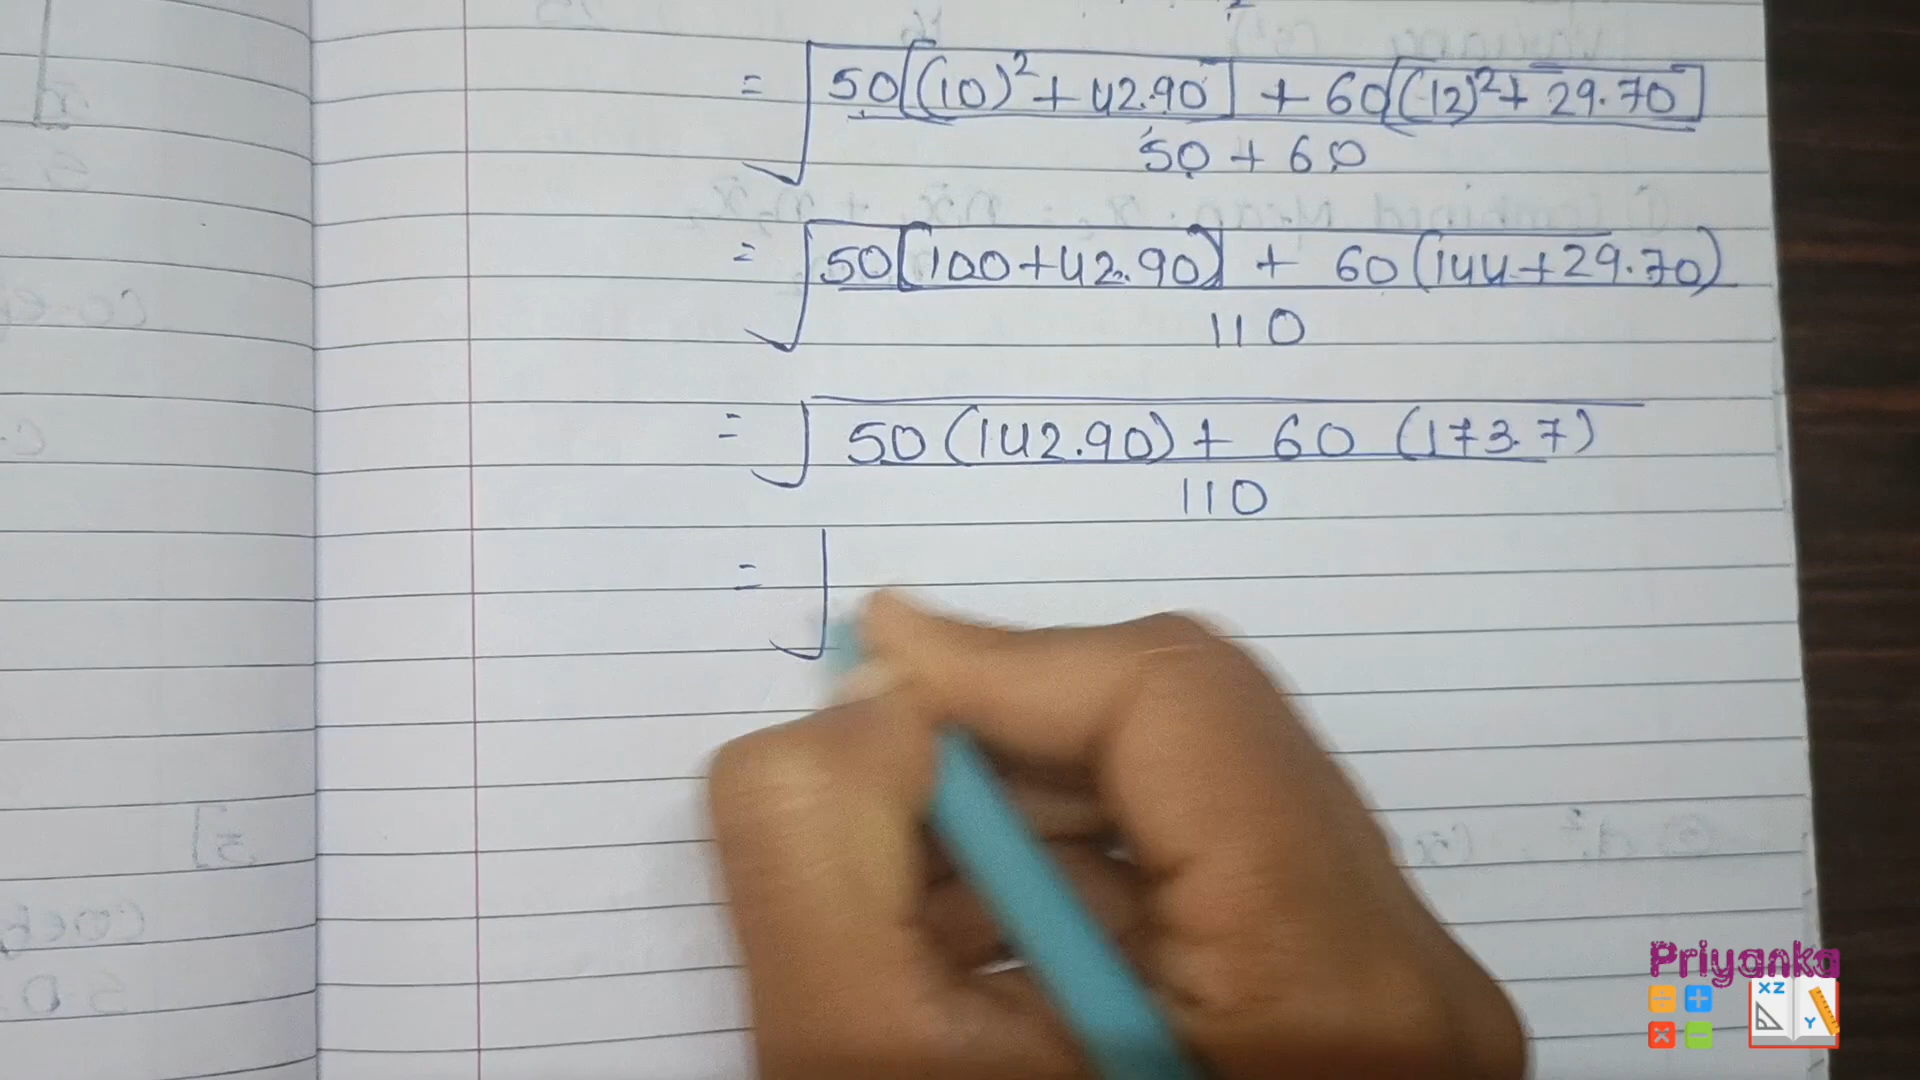 = √50[(10)²+42.90] + 60[(12)²+29.70]
50+60
= √50[100+42.90] + 60(144+29.70)
110
= √50(142.90)+60(173.7)
110
= √
Priyanka
XZ
Y